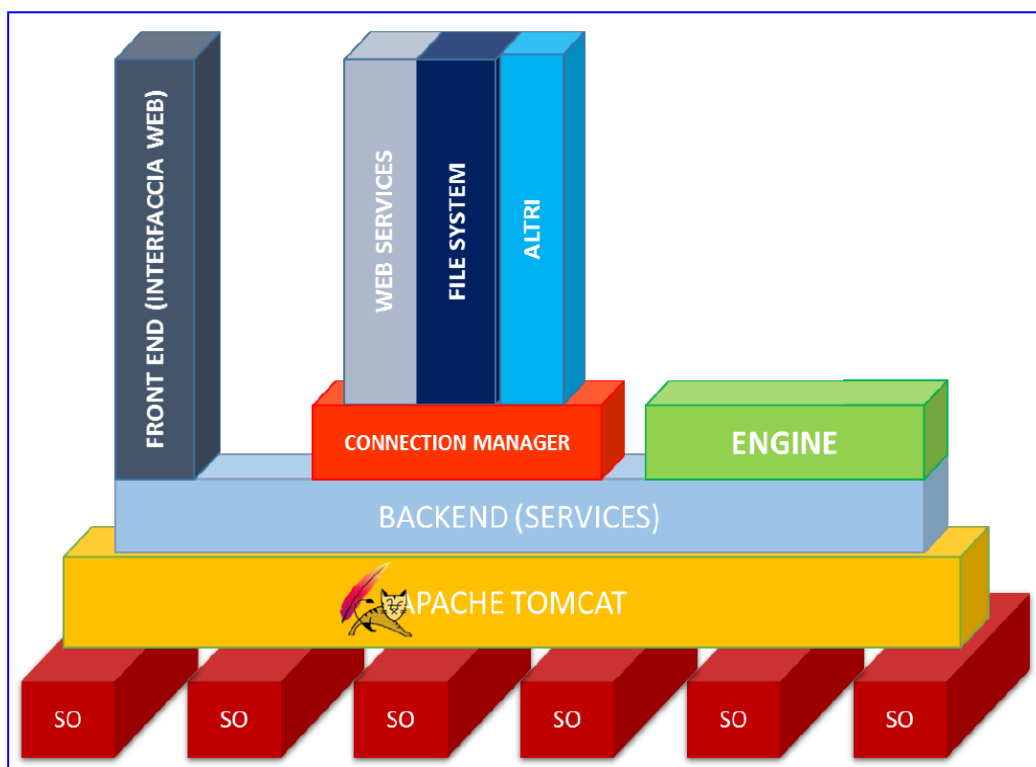 FRONT END (INTERFACCIA WEB)
WEB SERVICES
FILE SYSTEM
ALTRI
CONNECTION MANAGER
ENGINE
BACKEND (SERVICES)
APACHE TOMCAT
SO
SO
SO
SO
SO
SO